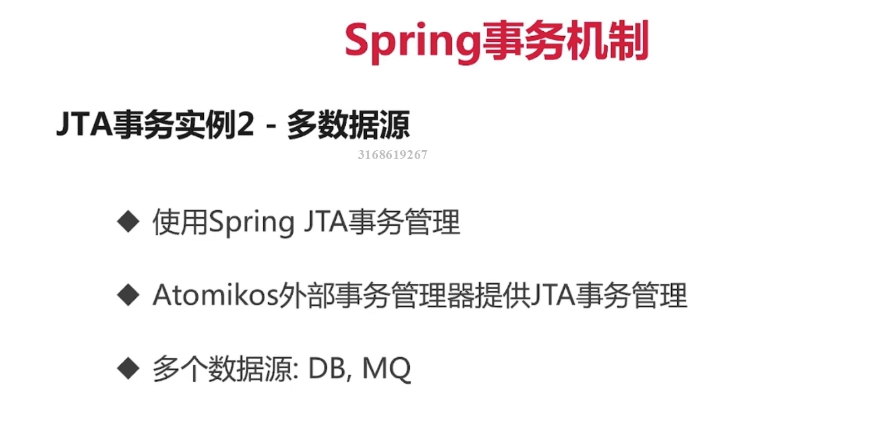 Spring事务机制
JTA事务实例2 - 多数据源
3168619267
◆ 使用Spring JTA事务管理
◆ Atomikos外部事务管理器提供JTA事务管理
◆ 多个数据源: DB, MQ